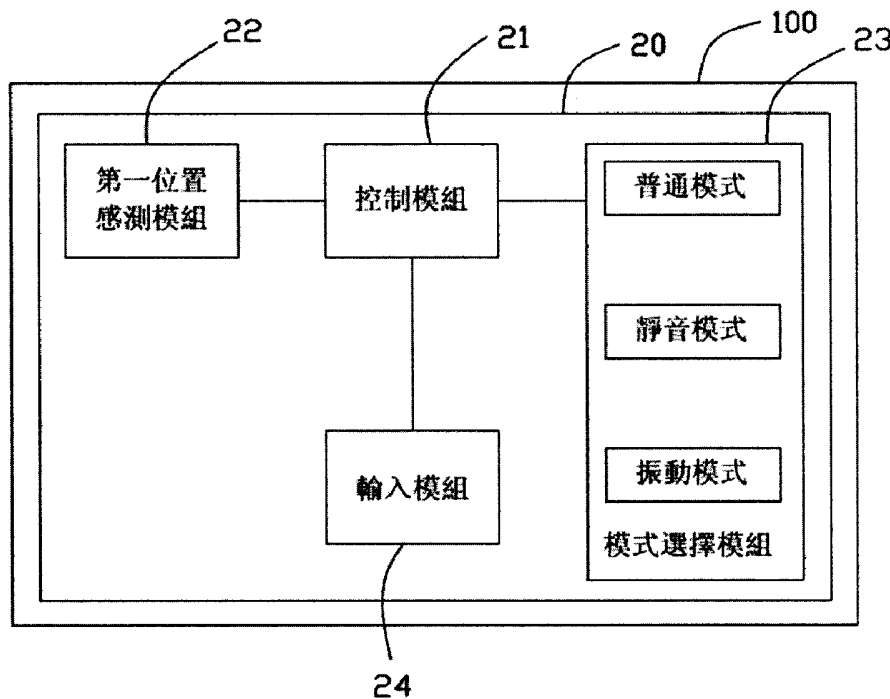 22
21
20
100
23
第一位置
感測模組
控制模組
普通模式
靜音模式
輸入模組
振動模式
模式選擇模組
24